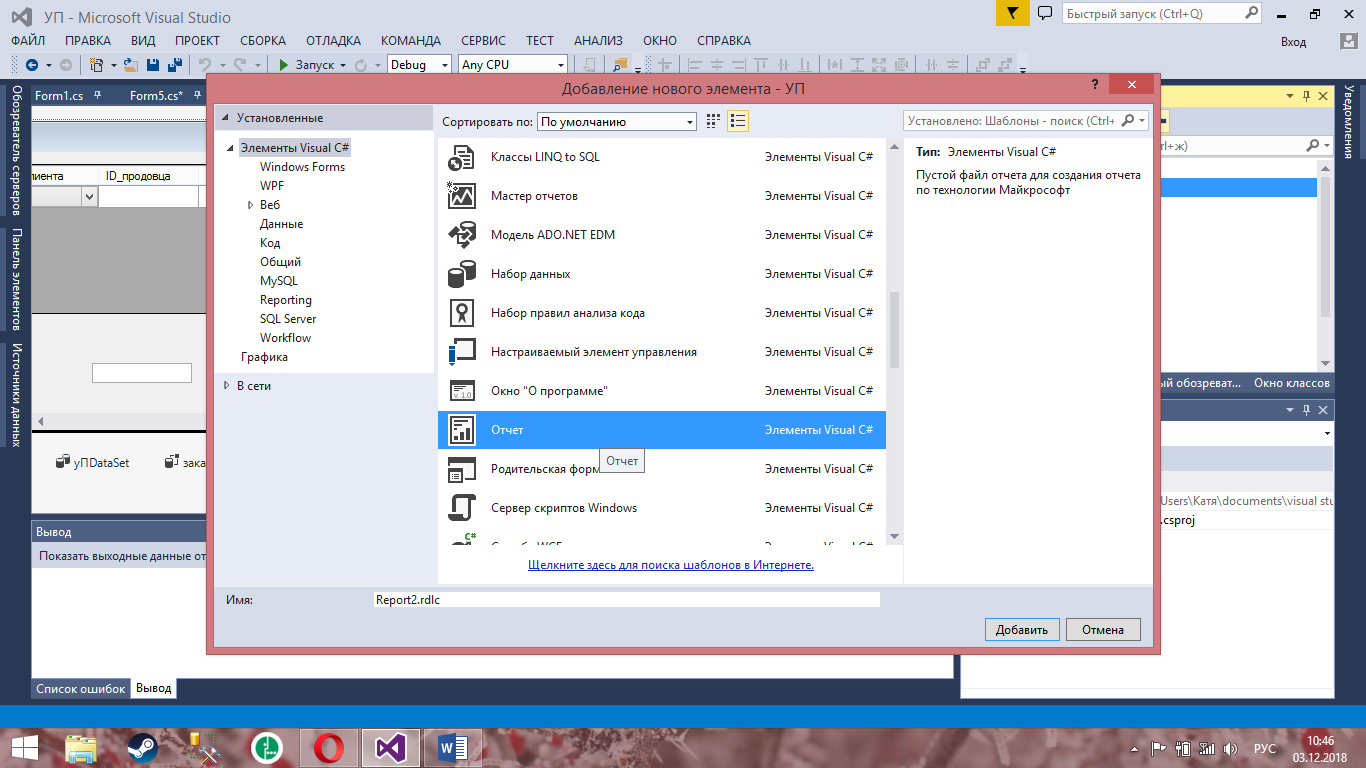 УП - Microsoft Visual Studio
Быстрый запуск (Ctrl+Q)
ФАЙЛ ПРАВКА ВИД ПРОЕКТ СБОРКА ОТЛАДКА КОМАНДА СЕРВИС ТЕСТ АНАЛИЗ ОКНО СПРАВКА
Вход
Запуск Debug Any CPU
Обозреватель серверов
Панель элементов
Источники данных
Form1.cs Form5.cs*
лиента ID_продовца
уПDataSet зака
Вывод
Показать выходные данные от
Список ошибок Вывод
Добавление нового элемента - УП
?
Установленные
Элементы Visual C#
Windows Forms
WPF
Веб
Данные
Код
Общий
MySQL
Reporting
SQL Server
Workflow
Графика
В сети
Сортировать по: По умолчанию
Установлено: Шаблоны - поиск (Ctrl+
Классы LINQ to SQL Элементы Visual C#
Мастер отчетов Элементы Visual C#
Модель ADO.NET EDM Элементы Visual C#
Набор данных Элементы Visual C#
Набор правил анализа кода Элементы Visual C#
Настраиваемый элемент управления Элементы Visual C#
v. 1.0 Окно "О программе" Элементы Visual C#
Отчет Элементы Visual C#
Отчет
Родительская форм Элементы Visual C#
Сервер скриптов Windows Элементы Visual C#
Щелкните здесь для поиска шаблонов в Интернете.
Тип: Элементы Visual C#
Пустой файл отчета для создания отчета
по технологии Майкрософт
Имя: Report2.rdlc
Добавить Отмена
Уведомления
rl+ж)
ый обозреват... Окно классов
Users\Катя\documents\visual stu
.csproj
РУС
10:46
03.12.2018